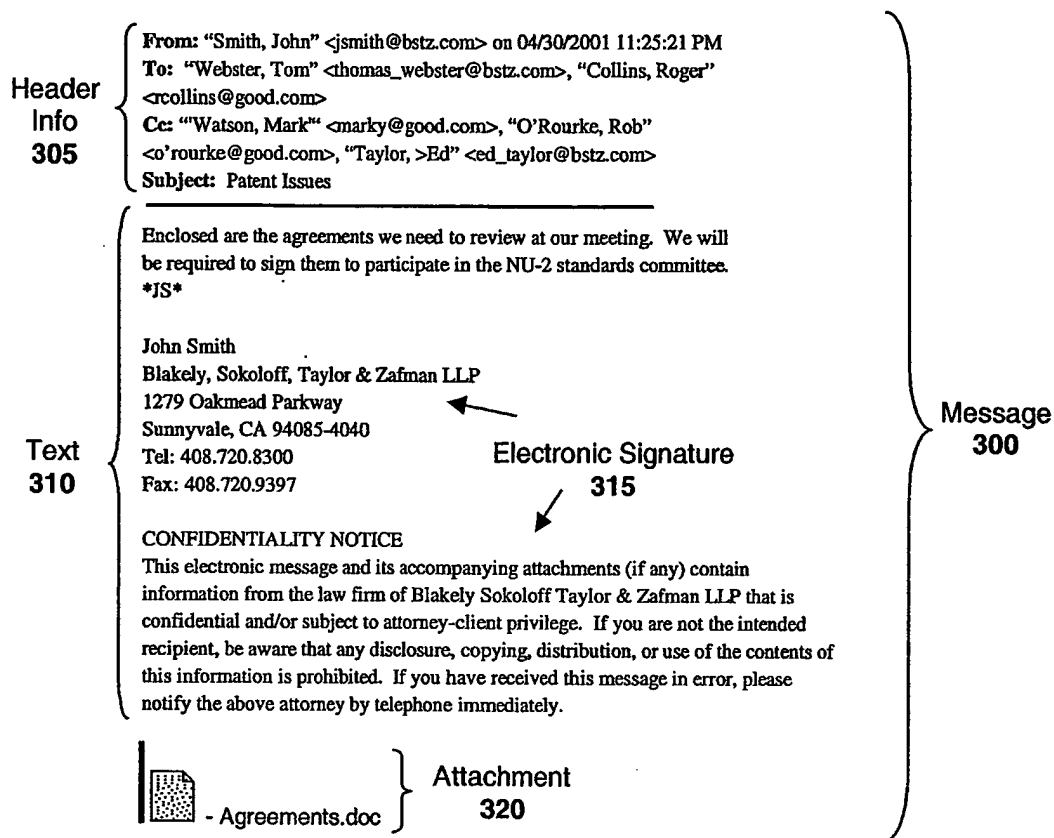 Header
Info
305
From: "Smith, John" <jsmith@bstz.com> on 04/30/2001 11:25:21 PM
To: "Webster, Tom" <thomas_webster@bstz.com>, "Collins, Roger"
<rcollins@good.com>
Cc: "'Watson, Mark'" <marky@good.com>, "O'Rourke, Rob"
<o'rourke@good.com>, "Taylor, >Ed" <ed_taylor@bstz.com>
Subject: Patent Issues
Text
310
Enclosed are the agreements we need to review at our meeting. We will
be required to sign them to participate in the NU-2 standards committee.
*JS*
John Smith
Blakely, Sokoloff, Taylor & Zafman LLP
1279 Oakmead Parkway
Sunnyvale, CA 94085-4040
Tel: 408.720.8300
Fax: 408.720.9397
Electronic Signature
315
CONFIDENTIALITY NOTICE
This electronic message and its accompanying attachments (if any) contain
information from the law firm of Blakely Sokoloff Taylor & Zafman LLP that is
confidential and/or subject to attorney-client privilege. If you are not the intended
recipient, be aware that any disclosure, copying, distribution, or use of the contents of
this information is prohibited. If you have received this message in error, please
notify the above attorney by telephone immediately.
- Agreements.doc
Attachment
320
Message
300